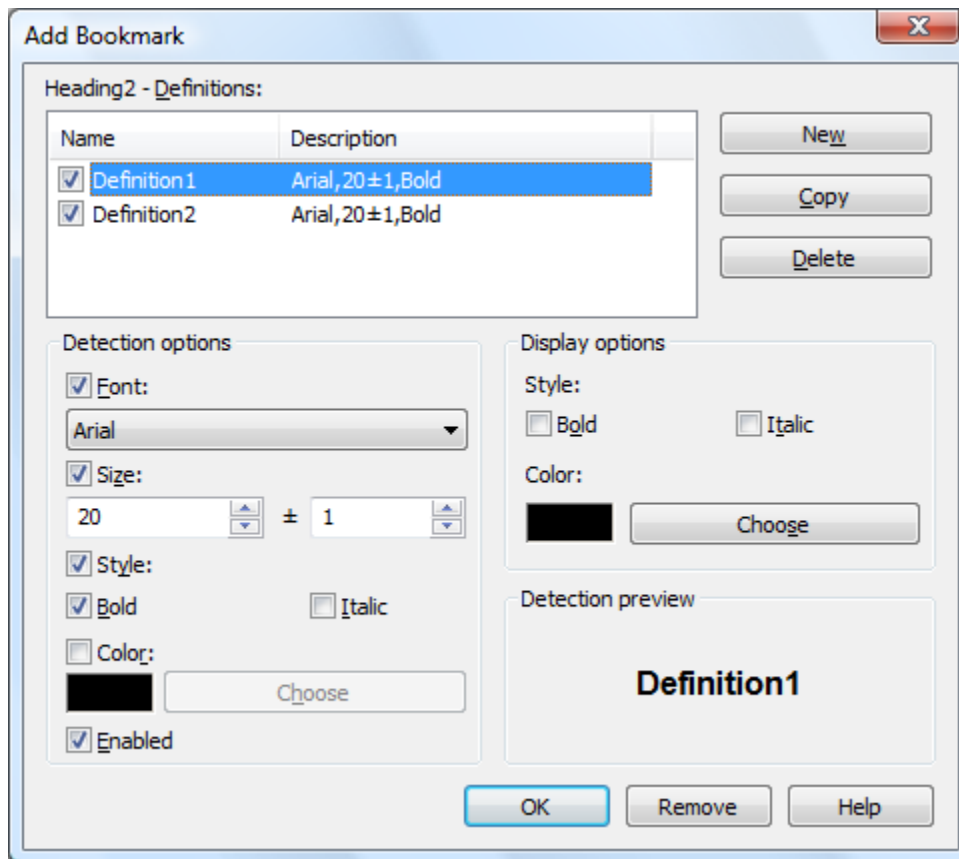 Add Bookmark
Heading2 - Definitions:
Name Description
Definition1 Arial,20±1,Bold
Definition2 Arial,20±1,Bold
New
Copy
Delete
Detection options
Font:
Arial
Size:
20 ± 1
Style:
Bold Italic
Color:
Choose
Enabled
Display options
Style:
Bold Italic
Color:
Choose
Detection preview
Definition1
OK Remove Help